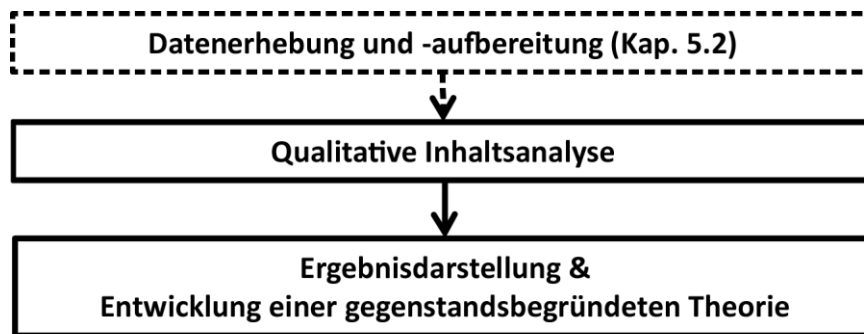 Datenerhebung und -aufbereitung (Kap. 5.2)
Qualitative Inhaltsanalyse
Ergebnisdarstellung &
Entwicklung einer gegenstandsbegründeten Theorie